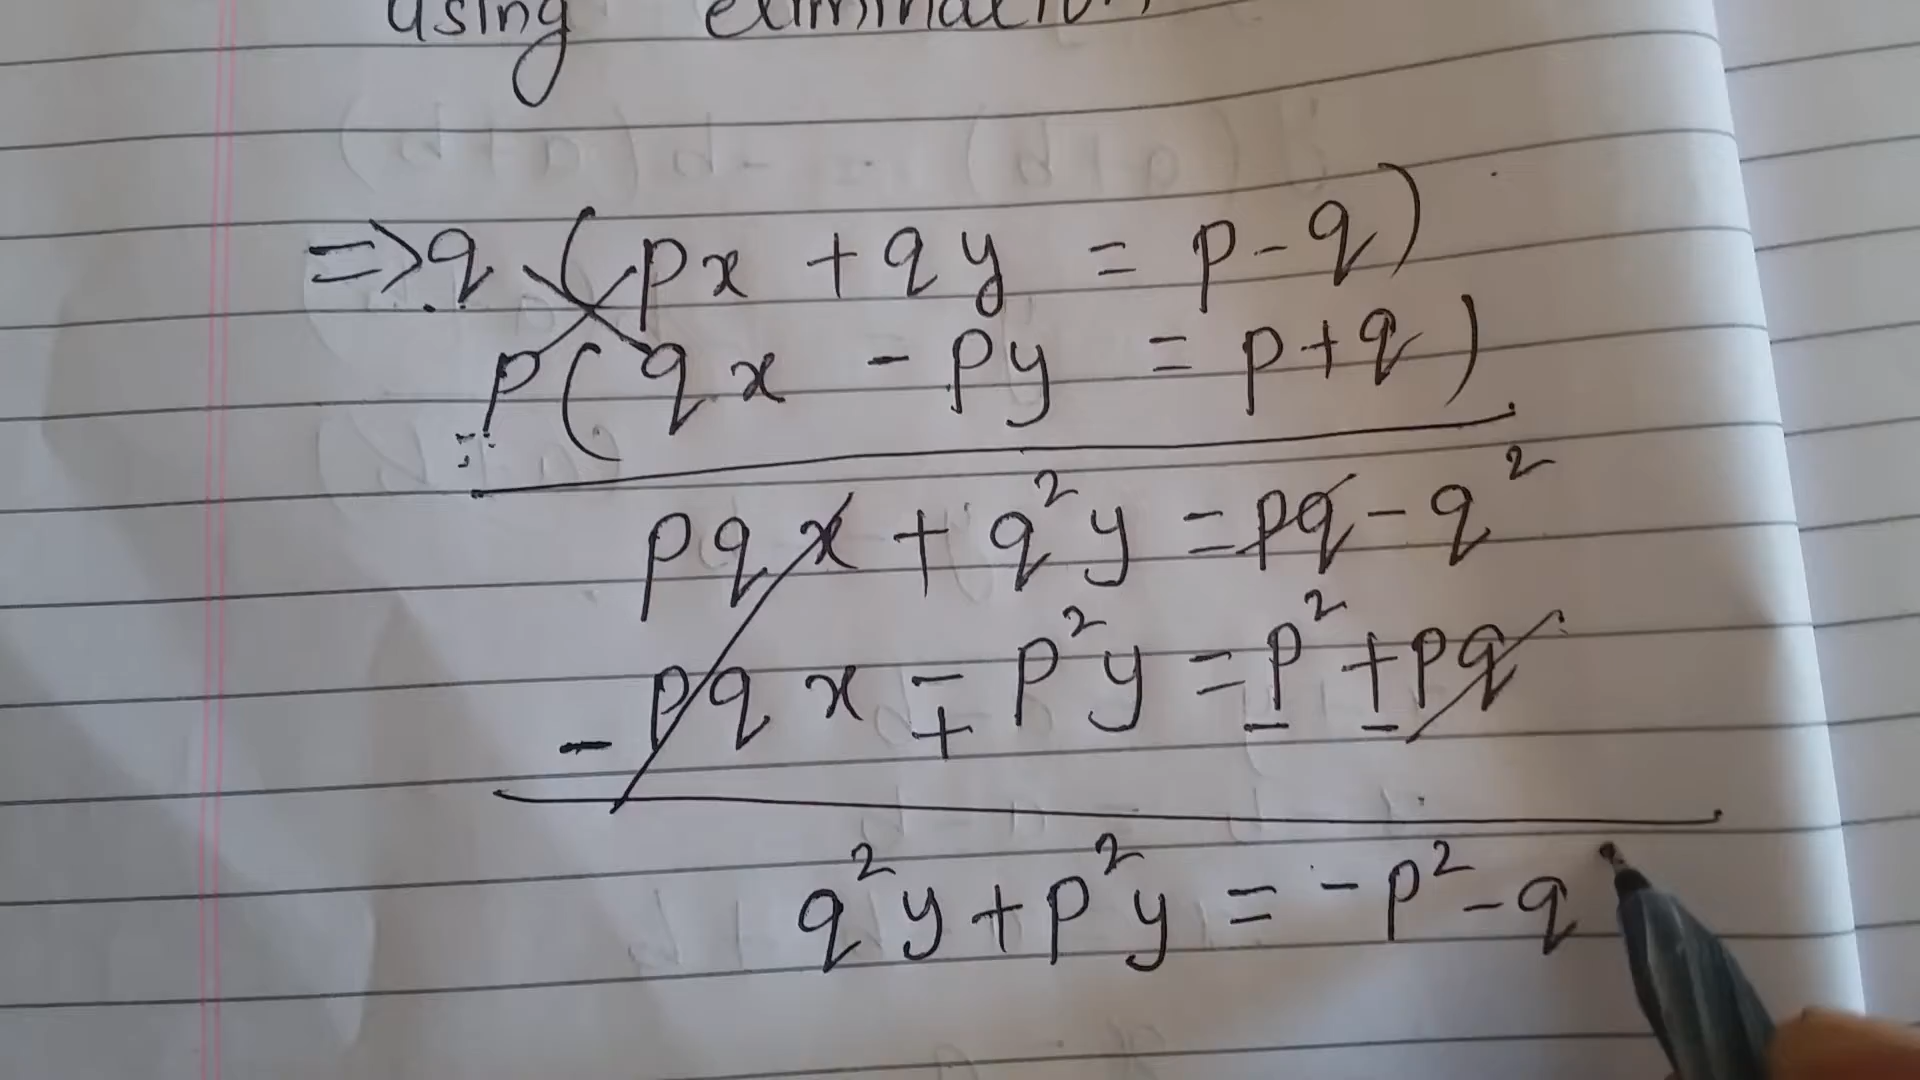 using elimination
=> q (px + qy = p - q)
p (qx - py = p + q)
pqx + q²y = pq - q²
- pqx - p²y = p² + pq
+ - -
q²y + p²y = -p² - q